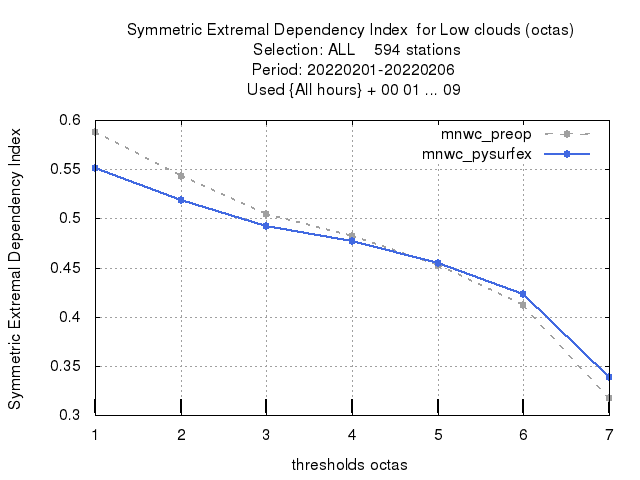 Symmetric Extremal Dependency Index  for Low clouds (octas)
Selection: ALL    594 stations
Period: 20220201-20220206
Used {All hours} + 00 01 ... 09
mnwc_preop
mnwc_pysurfex
Symmetric Extremal Dependency Index
0.6
0.55
0.5
0.45
0.4
0.35
0.3
1 2 3 4 5 6 7
thresholds octas